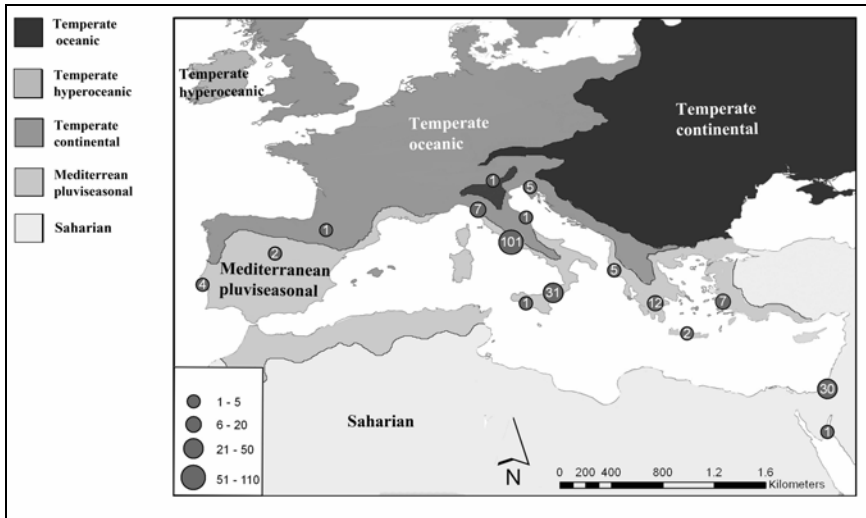 Temperate
oceanic
Temperate
hyperoceanic
Temperate
continental
Mediterrean
pluviseasonal
Saharian
Temperate
hyperoceanic
Temperate
oceanic
Temperate
continental
1
5
7
1
1
101
2
Mediterranean
pluviseasonal
4
5
31
1
12
7
2
30
1
Saharian
1 - 5
6 - 20
21 - 50
51 - 110
N
0 200 400 800 1.2 1.6
Kilometers